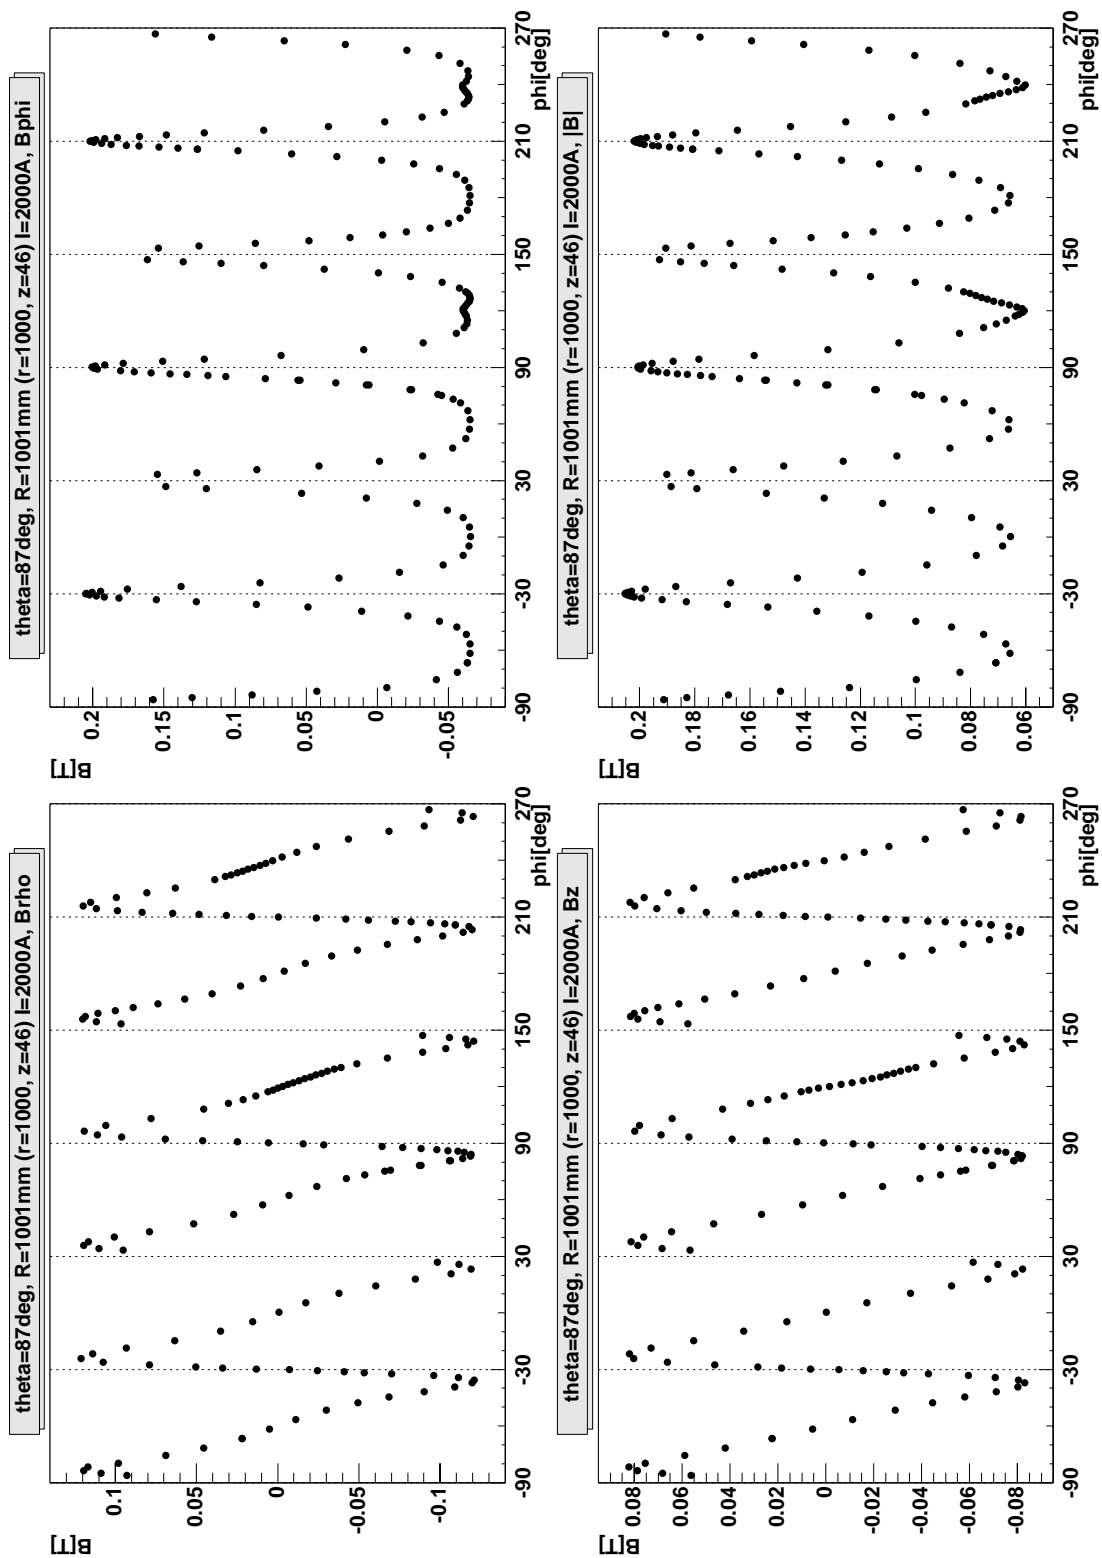 theta=87deg, R=1001mm (r=1000, z=46) I=2000A, Brho
B[T]
0.1
0.05
0
-0.05
-0.1
-90 -30 30 90 150 210 270
phi[deg]
theta=87deg, R=1001mm (r=1000, z=46) I=2000A, Bphi
B[T]
0.2
0.15
0.1
0.05
0
-0.05
-90 -30 30 90 150 210 270
phi[deg]
theta=87deg, R=1001mm (r=1000, z=46) I=2000A, Bz
B[T]
0.08
0.06
0.04
0.02
0
-0.02
-0.04
-0.06
-0.08
-90 -30 30 90 150 210 270
phi[deg]
theta=87deg, R=1001mm (r=1000, z=46) I=2000A, |B|
B[T]
0.2
0.18
0.16
0.14
0.12
0.1
0.08
0.06
-90 -30 30 90 150 210 270
phi[deg]